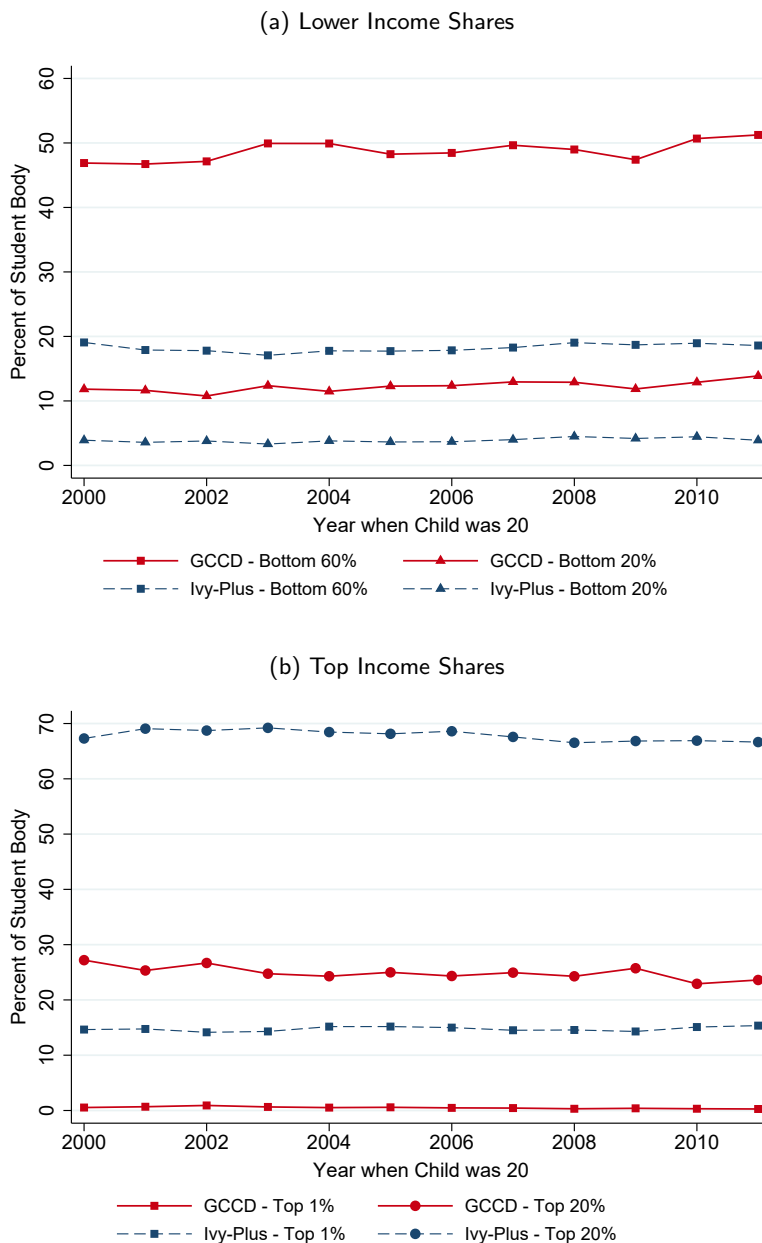 (a) Lower Income Shares
60
50
40
30
20
10
0
Percent of Student Body
2000 2002 2004 2006 2008 2010
Year when Child was 20
GCCD - Bottom 60% GCCD - Bottom 20%
Ivy-Plus - Bottom 60% Ivy-Plus - Bottom 20%
(b) Top Income Shares
70
60
50
40
30
20
10
0
Percent of Student Body
2000 2002 2004 2006 2008 2010
Year when Child was 20
GCCD - Top 1% GCCD - Top 20%
Ivy-Plus - Top 1% Ivy-Plus - Top 20%